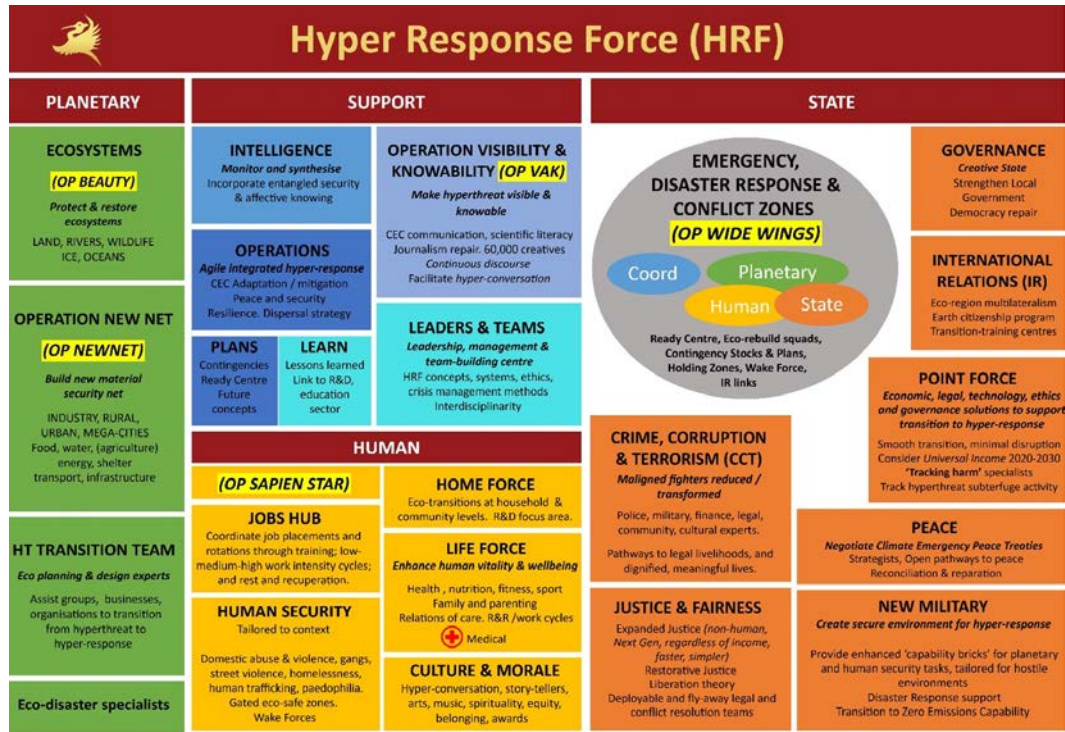 Hyper Response Force (HRF)
PLANETARY
ECOSYSTEMS
(OP BEAUTY)
Protect & restore
ecosystems
LAND, RIVERS, WILDLIFE
ICE, OCEANS
OPERATION NEW NET
(OP NEWNET)
Build new material
security net
INDUSTRY, RURAL,
URBAN, MEGA-CITIES
Food, water, (agriculture)
energy, shelter
transport, infrastructure
HT TRANSITION TEAM
Eco planning & design experts
Assist groups, businesses,
organisations to transition
from hyperthreat to
hyper-response
Eco-disaster specialists
SUPPORT
INTELLIGENCE
Monitor and synthesise
Incorporate entangled security
& affective knowing
OPERATIONS
Agile integrated hyper-response
CEC Adaptation / mitigation
Peace and security
Resilience. Dispersal strategy
PLANS
Contingencies
Ready Centre
Future
concepts
LEARN
Lessons learned
Link to R&D,
education
sector
OPERATION VISIBILITY &
KNOWABILITY (OP VAK)
Make hyperthreat visible &
knowable
CEC communication, scientific literacy
Journalism repair. 60,000 creatives
Continuous discourse
Facilitate hyper-conversation
LEADERS & TEAMS
Leadership, management &
team-building centre
HRF concepts, systems, ethics,
crisis management methods
Interdisciplinarity
HUMAN
(OP SAPIEN STAR)
JOBS HUB
Coordinate job placements and
rotations through training; low-
medium-high work intensity cycles;
and rest and recuperation.
HUMAN SECURITY
Tailored to context
Domestic abuse & violence, gangs,
street violence, homelessness,
human trafficking, paedophilia.
Gated eco-safe zones.
Wake Forces
HOME FORCE
Eco-transitions at household &
community levels. R&D focus area.
LIFE FORCE
Enhance human vitality & wellbeing
Health , nutrition, fitness, sport
Family and parenting
Relations of care. R&R /work cycles
Medical
CULTURE & MORALE
Hyper-conversation, story-tellers,
arts, music, spirituality, equity,
belonging, awards
STATE
EMERGENCY,
DISASTER RESPONSE &
CONFLICT ZONES
(OP WIDE WINGS)
Coord
Planetary
Human
State
Ready Centre, Eco-rebuild squads,
Contingency Stocks & Plans,
Holding Zones, Wake Force,
IR links
CRIME, CORRUPTION
& TERRORISM (CCT)
Maligned fighters reduced /
transformed
Police, military, finance, legal,
community, cultural experts.
Pathways to legal livelihoods, and
dignified, meaningful lives.
JUSTICE & FAIRNESS
Expanded Justice (non-human,
Next Gen, regardless of income,
faster, simpler)
Restorative Justice
Liberation theory
Deployable and fly-away legal and
conflict resolution teams
GOVERNANCE
Creative State
Strengthen Local
Government
Democracy repair
INTERNATIONAL
RELATIONS (IR)
Eco-region multilateralism
Earth citizenship program
Transition-training centres
POINT FORCE
Economic, legal, technology, ethics
and governance solutions to support
transition to hyper-response
Smooth transition, minimal disruption
Consider Universal Income 2020-2030
'Tracking harm' specialists
Track hyperthreat subterfuge activity
PEACE
Negotiate Climate Emergency Peace Treaties
Strategists, Open pathways to peace
Reconciliation & reparation
NEW MILITARY
Create secure environment for hyper-response
Provide enhanced 'capability bricks' for planetary
and human security tasks, tailored for hostile
environments
Disaster Response support
Transition to Zero Emissions Capability